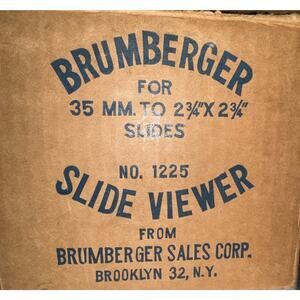 BRUMBERGER
FOR
35 MM. TO 2¾"X 2¾"
SLIDES
NO. 1225
SLIDE VIEWER
FROM
BRUMBERGER SALES CORP.
BROOKLYN 32, N.Y.